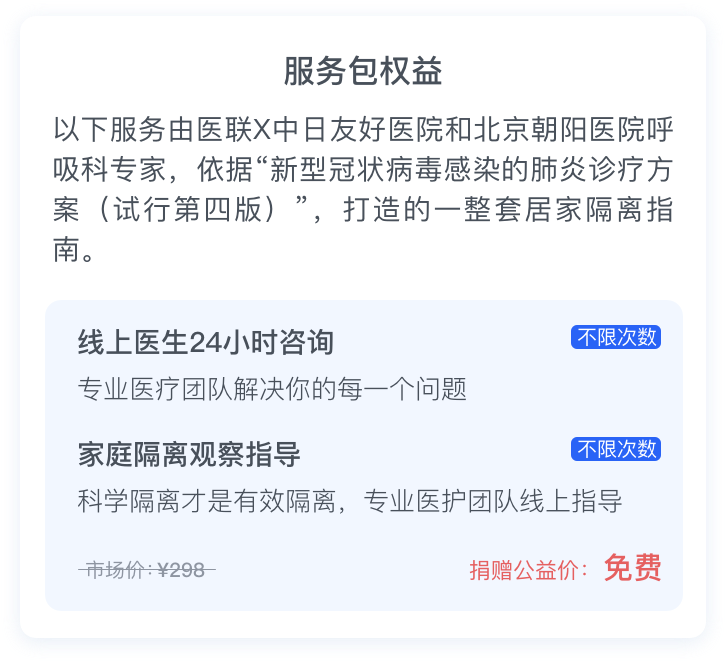 服务包权益
以下服务由医联X中日友好医院和北京朝阳医院呼
吸科专家，依据“新型冠状病毒感染的肺炎诊疗方
案（试行第四版）”，打造的一整套居家隔离指
南。
线上医生24小时咨询 不限次数
专业医疗团队解决你的每一个问题
家庭隔离观察指导 不限次数
科学隔离才是有效隔离，专业医护团队线上指导
市场价:¥298 捐赠公益价：免费